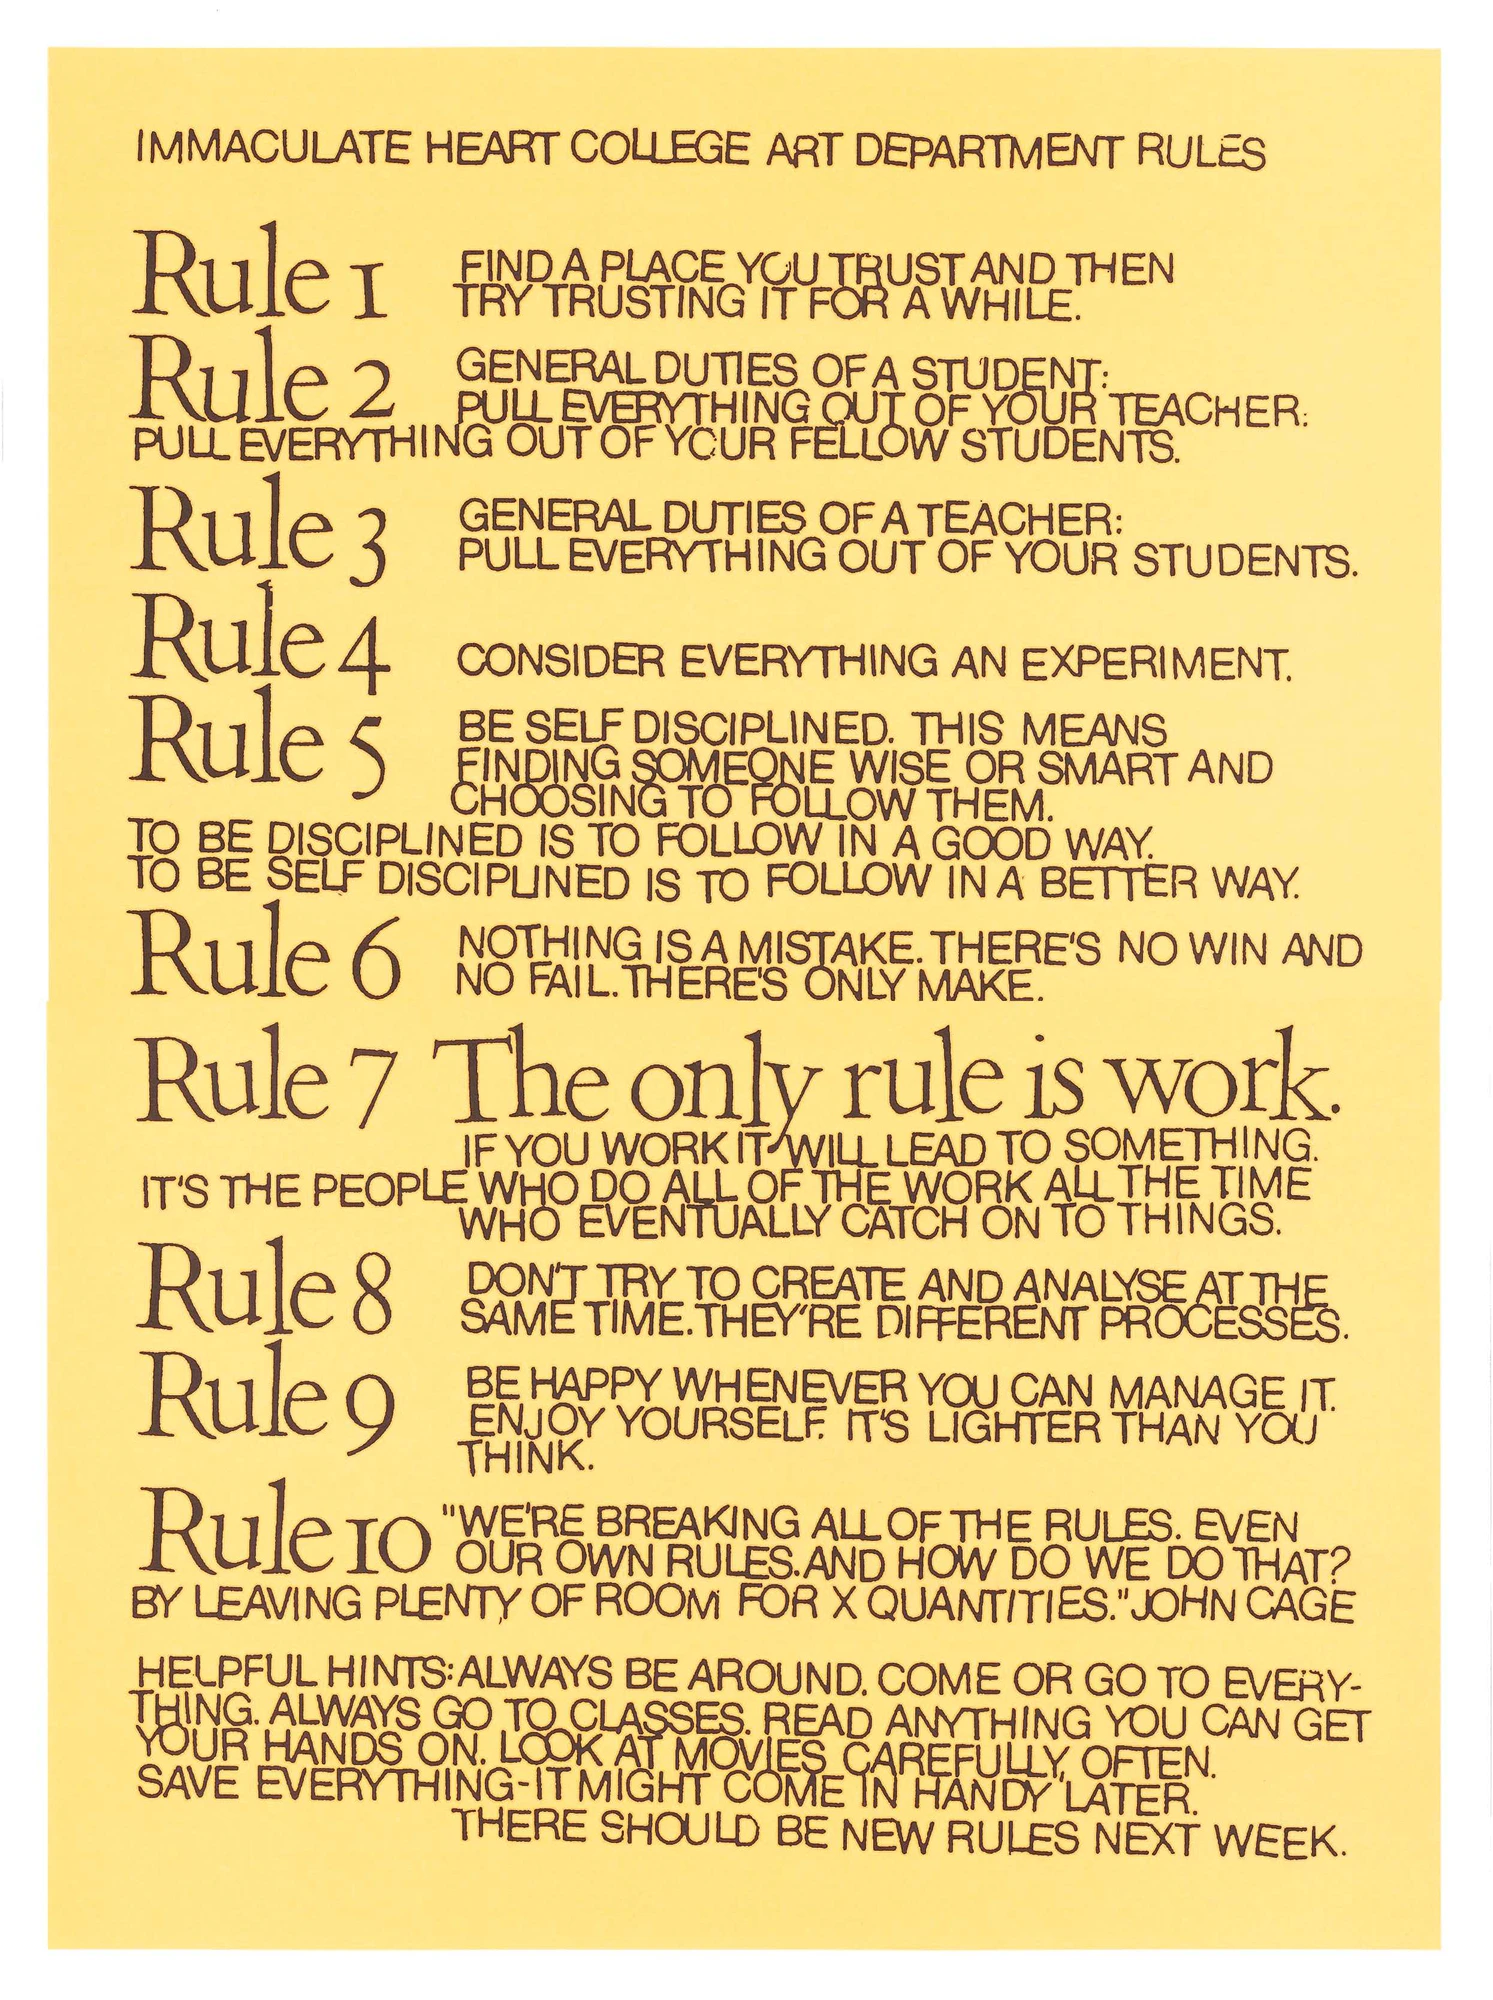 IMMACULATE HEART COLLEGE ART DEPARTMENT RULES
Rule 1 FIND A PLACE YOU TRUST AND THEN
TRY TRUSTING IT FOR A WHILE.
Rule 2 GENERAL DUTIES OF A STUDENT:
PULL EVERYTHING OUT OF YOUR TEACHER.
PULL EVERYTHING OUT OF YOUR FELLOW STUDENTS.
Rule 3 GENERAL DUTIES OF A TEACHER:
PULL EVERYTHING OUT OF YOUR STUDENTS.
Rule 4 CONSIDER EVERYTHING AN EXPERIMENT.
Rule 5 BE SELF DISCIPLINED. THIS MEANS
FINDING SOMEONE WISE OR SMART AND
CHOOSING TO FOLLOW THEM.
TO BE DISCIPLINED IS TO FOLLOW IN A GOOD WAY.
TO BE SELF DISCIPLINED IS TO FOLLOW IN A BETTER WAY.
Rule 6 NOTHING IS A MISTAKE. THERE'S NO WIN AND
NO FAIL. THERE'S ONLY MAKE.
Rule 7 The only rule is work.
IF YOU WORK IT WILL LEAD TO SOMETHING.
IT'S THE PEOPLE WHO DO ALL OF THE WORK ALL THE TIME
WHO EVENTUALLY CATCH ON TO THINGS.
Rule 8 DON'T TRY TO CREATE AND ANALYSE AT THE
SAME TIME. THEY'RE DIFFERENT PROCESSES.
Rule 9 BE HAPPY WHENEVER YOU CAN MANAGE IT.
ENJOY YOURSELF. IT'S LIGHTER THAN YOU
THINK.
Rule 10 "WE'RE BREAKING ALL OF THE RULES. EVEN
OUR OWN RULES. AND HOW DO WE DO THAT?
BY LEAVING PLENTY OF ROOM FOR X QUANTITIES." JOHN CAGE
HELPFUL HINTS: ALWAYS BE AROUND. COME OR GO TO EVERY-
THING. ALWAYS GO TO CLASSES. READ ANYTHING YOU CAN GET
YOUR HANDS ON. LOOK AT MOVIES CAREFULLY, OFTEN.
SAVE EVERYTHING-IT MIGHT COME IN HANDY LATER.
THERE SHOULD BE NEW RULES NEXT WEEK.